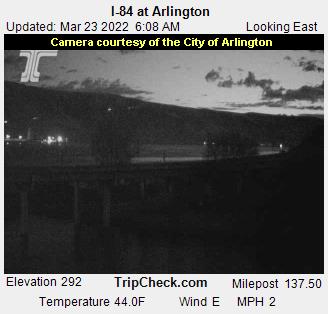 I-84 at Arlington
Updated: Mar 23 2022 6:08 AM Looking East
Camera courtesy of the City of Arlington
Elevation 292 TripCheck.com Milepost 137.50
Temperature 44.0F Wind E MPH 2